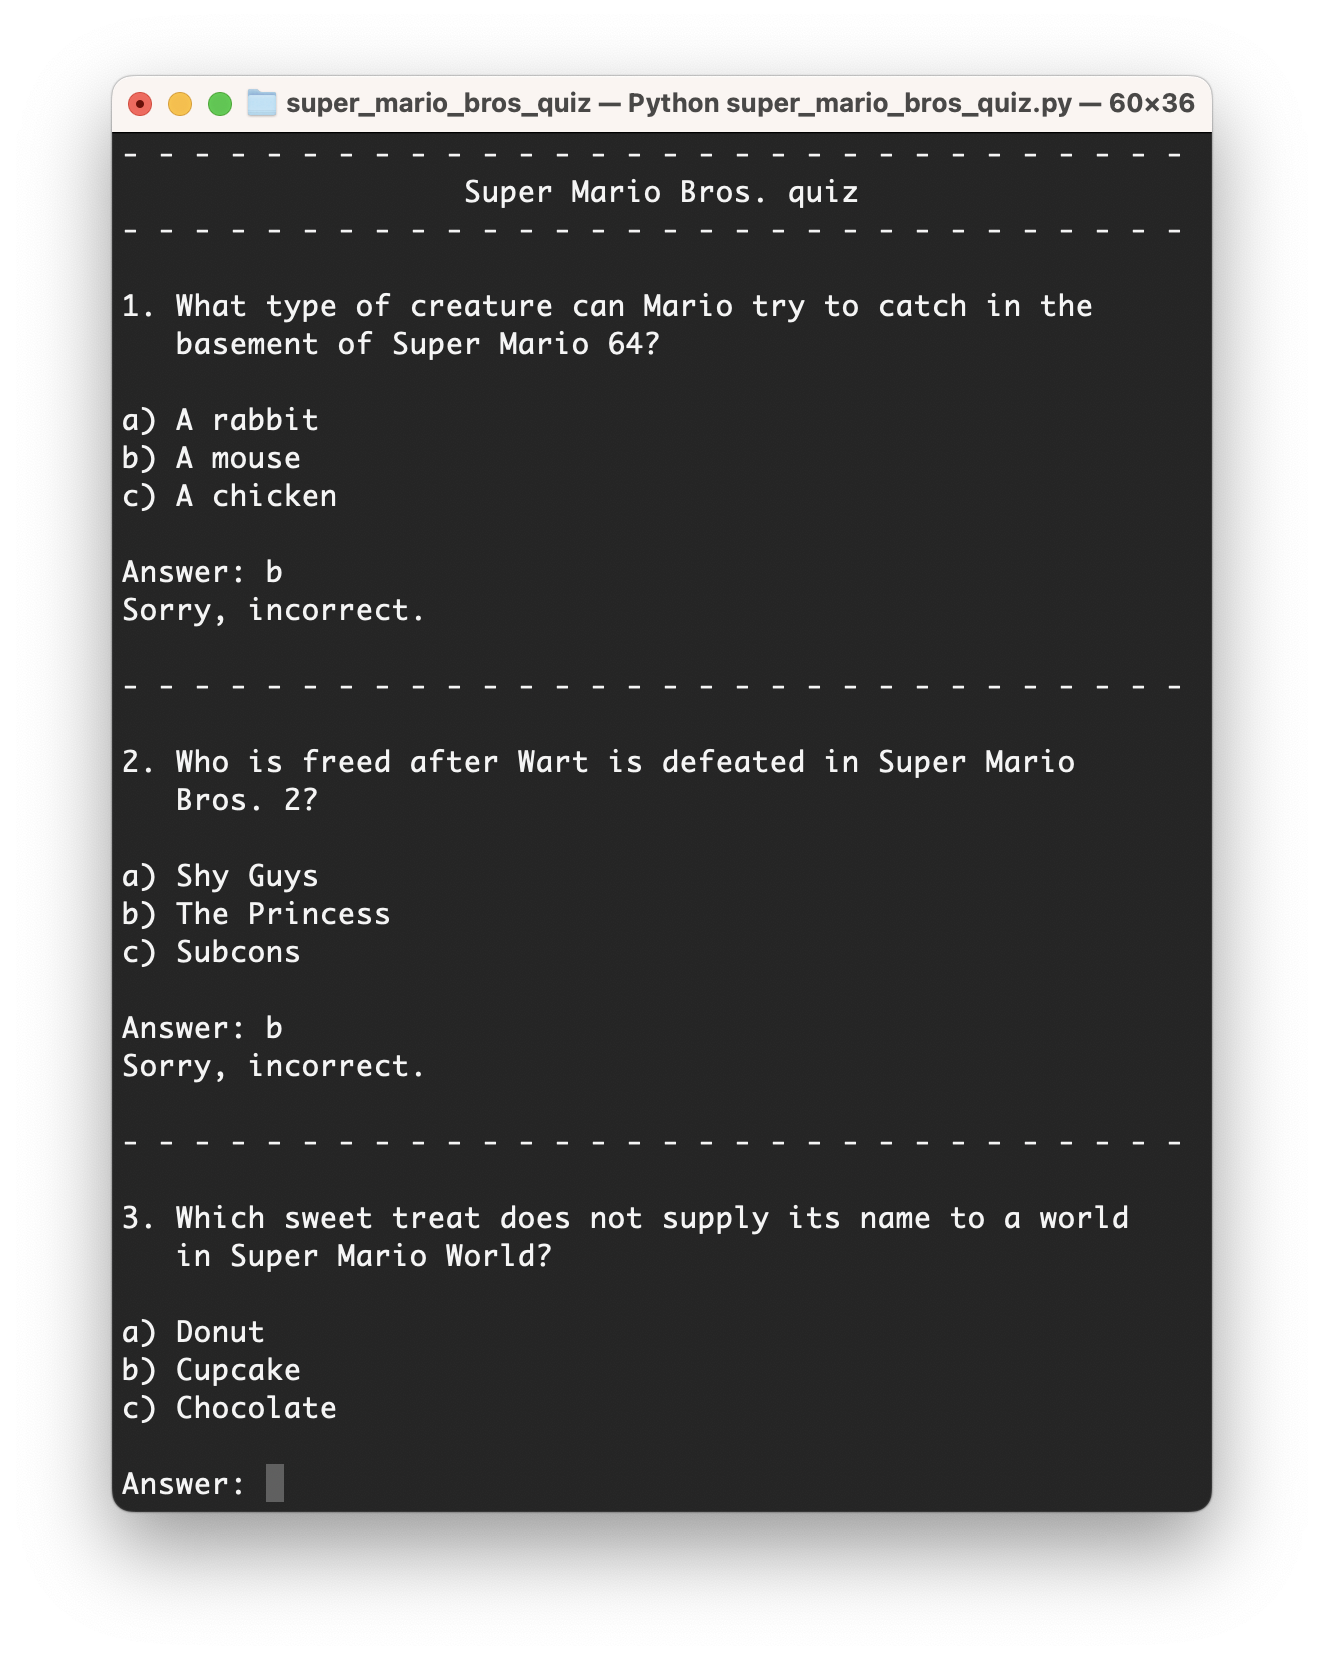 super_mario_bros_quiz — Python super_mario_bros_quiz.py — 60×36
- - - - - - - - - - - - - - - - - - - - - - - - - - - - - -
Super Mario Bros. quiz
- - - - - - - - - - - - - - - - - - - - - - - - - - - - - -
1. What type of creature can Mario try to catch in the
basement of Super Mario 64?
a) A rabbit
b) A mouse
c) A chicken
Answer: b
Sorry, incorrect.
- - - - - - - - - - - - - - - - - - - - - - - - - - - - - -
2. Who is freed after Wart is defeated in Super Mario
Bros. 2?
a) Shy Guys
b) The Princess
c) Subcons
Answer: b
Sorry, incorrect.
- - - - - - - - - - - - - - - - - - - - - - - - - - - - - -
3. Which sweet treat does not supply its name to a world
in Super Mario World?
a) Donut
b) Cupcake
c) Chocolate
Answer: